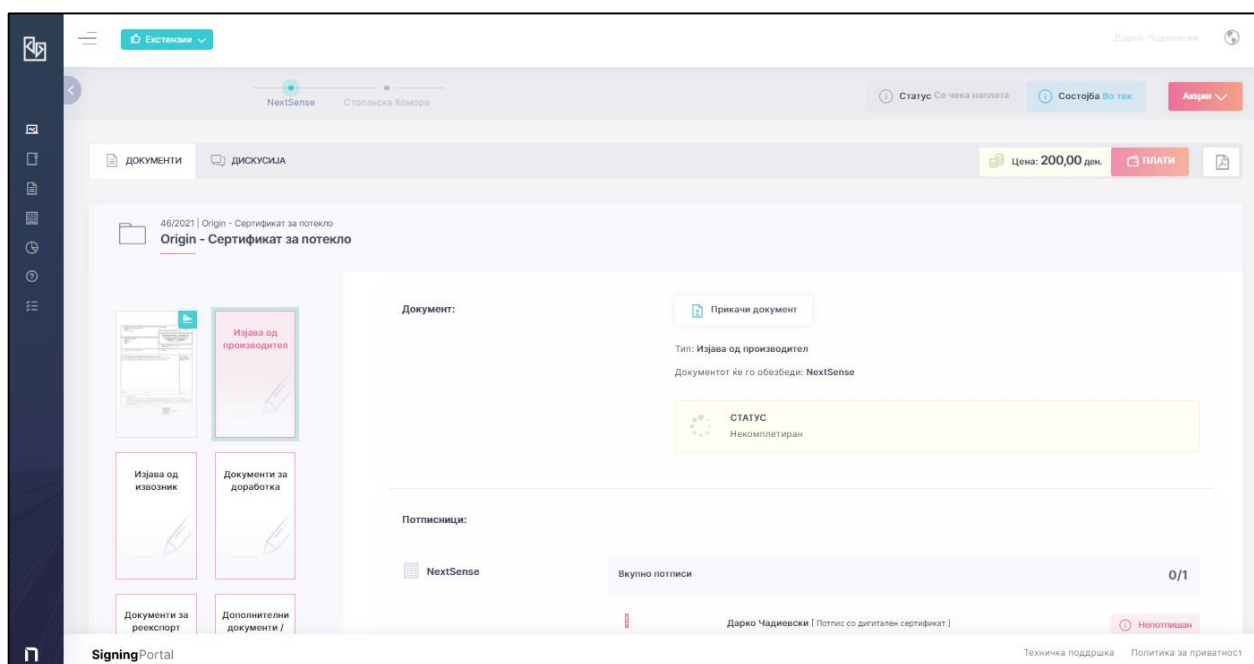 Екстензии
Дарко Чадиевски
NextSense
Стопанска Комора
Статус Се чека наплата
Состојба Во тек
Акции
ДОКУМЕНТИ
ДИСКУСИЈА
Цена: 200,00 ден.
ПЛАТИ
46/2021 | Origin - Сертификат за потекло
Origin - Сертификат за потекло
Изјава од
производител
Изјава од
извозник
Документи за
доработка
Документи за
реекспорт
Дополнителни
документи /
Документ:
Прикачи документ
Тип: Изјава од производител
Документот ќе го обезбеди: NextSense
СТАТУС
Некомплетиран
Потписници:
NextSense
Вкупно потписи
0/1
Дарко Чадиевски [ Потпис со дигитален сертификат ]
Непотпишан
SigningPortal
Техничка поддршка
Политика за приватност